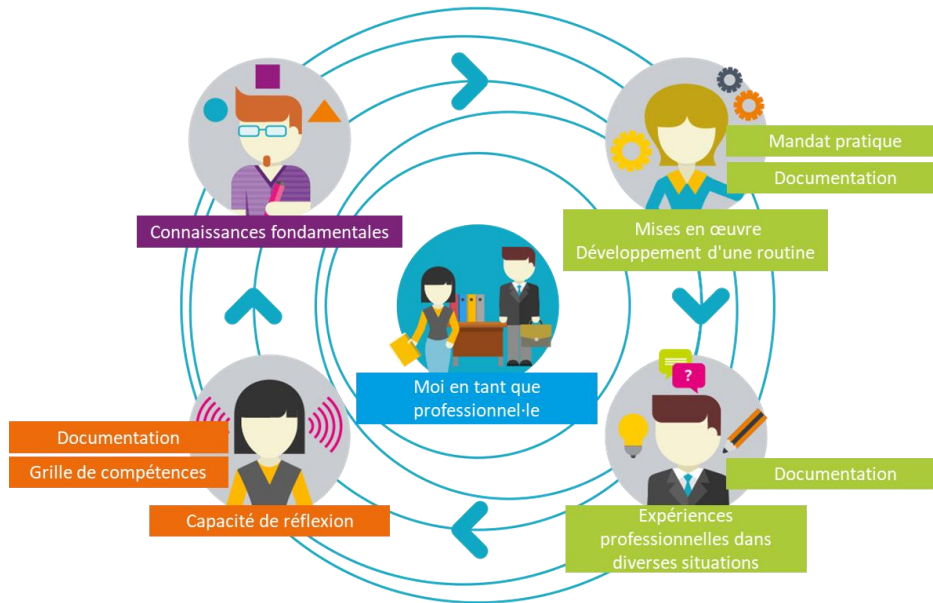 Mandat pratique
Documentation
Connaissances fondamentales
Mises en œuvre
Développement d'une routine
Moi en tant que
professionnel·le
?
Documentation
Grille de compétences
Capacité de réflexion
Documentation
Expériences
professionnelles dans
diverses situations